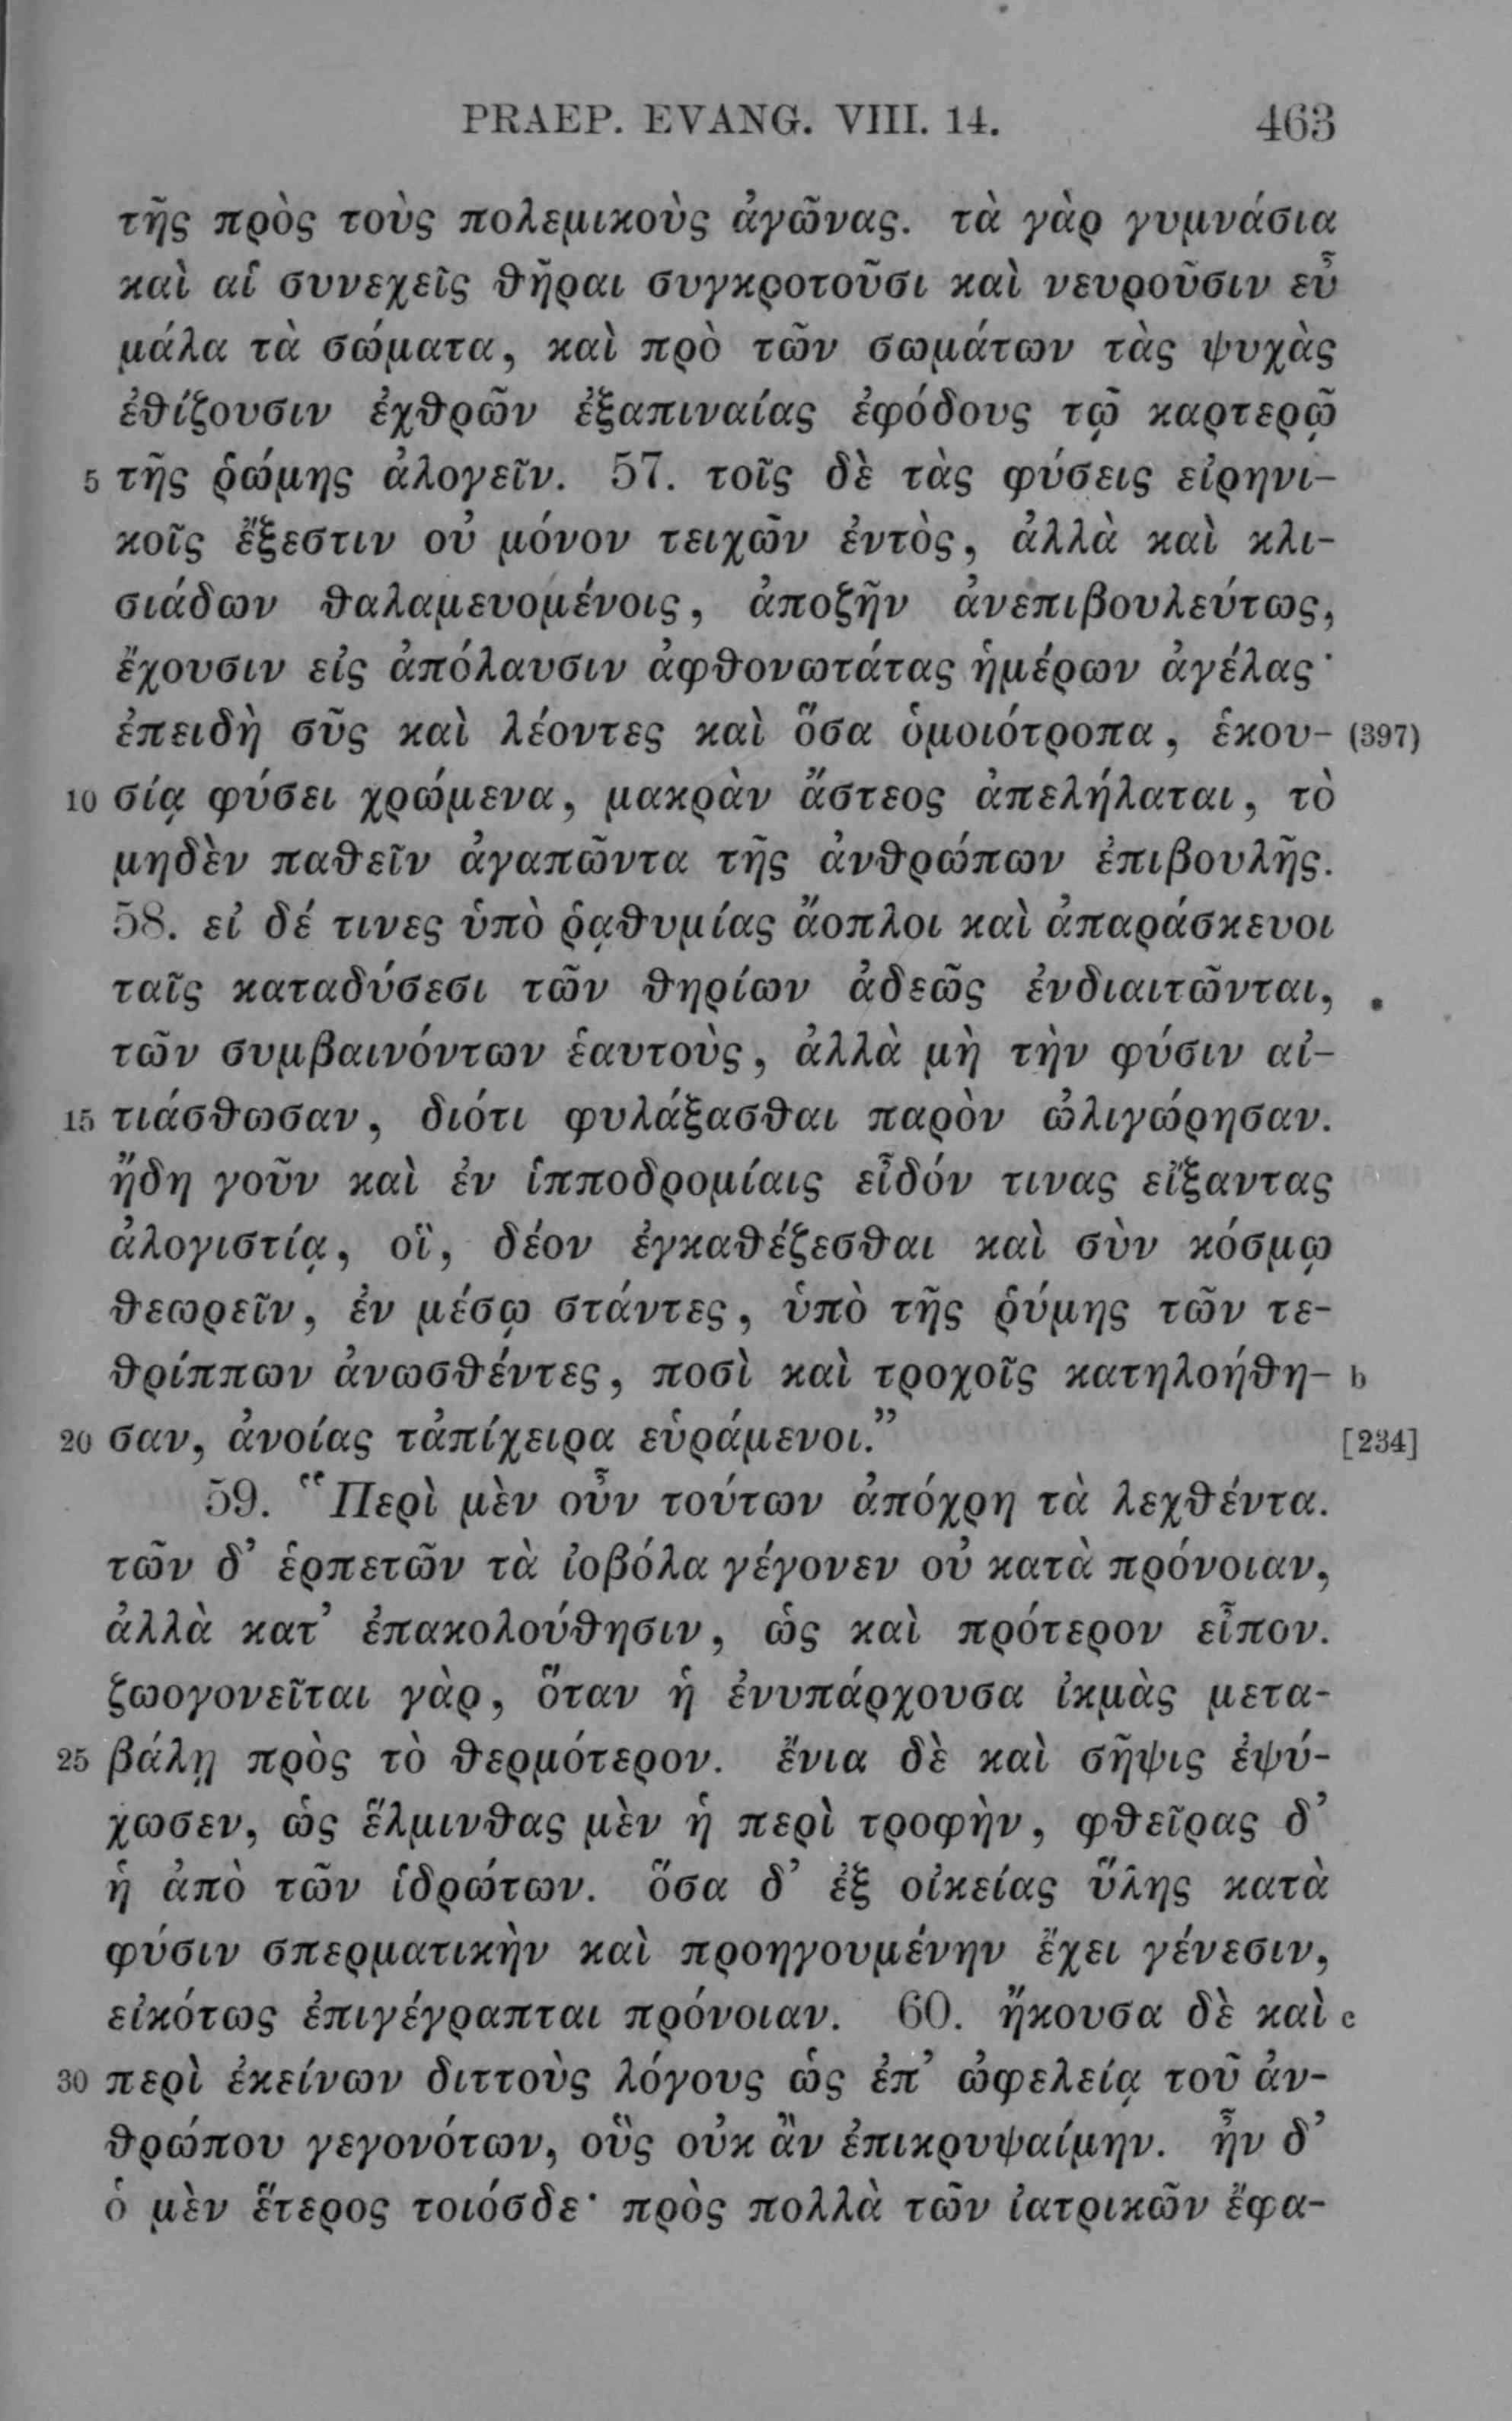 PRAEP. EVANG. VIII. 14. 463
τῆς πρὸς τοὺς πολεμικοὺς ἀγῶνας. τὰ γὰρ γυμνάσια
καὶ αἱ συνεχεῖς θῆραι συγκροτοῦσι καὶ νευροῦσιν εὖ
μάλα τὰ σώματα, καὶ πρὸ τῶν σωμάτων τὰς ψυχὰς
ἐθίζουσιν ἐχθρῶν ἐξαπιναίας ἐφόδους τῷ καρτερῷ
5 τῆς ῥώμης ἀλογεῖν. 57. τοῖς δὲ τὰς φύσεις εἰρηνι-
κοῖς ἔξεστιν οὐ μόνον τειχῶν ἐντὸς, ἀλλὰ καὶ κλι-
σιάδων θαλαμευομένοις, ἀποζῆν ἀνεπιβουλεύτως,
ἔχουσιν εἰς ἀπόλαυσιν ἀφθονωτάτας ἡμέρων ἀγέλας·
ἐπειδὴ σῦς καὶ λέοντες καὶ ὅσα ὁμοιότροπα, ἑκου- (397)
10 σίᾳ φύσει χρώμενα, μακρὰν ἄστεος ἀπελήλαται, τὸ
μηδὲν παθεῖν ἀγαπῶντα τῆς ἀνθρώπων ἐπιβουλῆς.
58. εἰ δέ τινες ὑπὸ ῥᾳθυμίας ἄοπλοι καὶ ἀπαράσκευοι
ταῖς καταδύσεσι τῶν θηρίων ἀδεῶς ἐνδιαιτῶνται,
τῶν συμβαινόντων ἑαυτοὺς, ἀλλὰ μὴ τὴν φύσιν αἰ-
15 τιάσθωσαν, διότι φυλάξασθαι παρὸν ὠλιγώρησαν.
ἤδη γοῦν καὶ ἐν ἱπποδρομίαις εἶδόν τινας εἴξαντας
ἀλογιστίᾳ, οἳ, δέον ἐγκαθέζεσθαι καὶ σὺν κόσμῳ
θεωρεῖν, ἐν μέσῳ στάντες, ὑπὸ τῆς ῥύμης τῶν τε-
θρίππων ἀνωσθέντες, ποσὶ καὶ τροχοῖς κατηλοήθη- b
20 σαν, ἀνοίας τἀπίχειρα εὑράμενοι.” [234]
59. “Περὶ μὲν οὖν τούτων ἀπόχρη τὰ λεχθέντα.
τῶν δ’ ἑρπετῶν τὰ ἰοβόλα γέγονεν οὐ κατὰ πρόνοιαν,
ἀλλὰ κατ’ ἐπακολούθησιν, ὡς καὶ πρότερον εἶπον.
ζωογονεῖται γὰρ, ὅταν ἡ ἐνυπάρχουσα ἰκμὰς μετα-
25 βάλῃ πρὸς τὸ θερμότερον. ἔνια δὲ καὶ σῆψις ἐψύ-
χωσεν, ὡς ἕλμινθας μὲν ἡ περὶ τροφὴν, φθεῖρας δ’
ἡ ἀπὸ τῶν ἱδρώτων. ὅσα δ’ ἐξ οἰκείας ὕλης κατὰ
φύσιν σπερματικὴν καὶ προηγουμένην ἔχει γένεσιν,
εἰκότως ἐπιγέγραπται πρόνοιαν. 60. ἤκουσα δὲ καὶ c
30 περὶ ἐκείνων διττοὺς λόγους ὡς ἐπ’ ὠφελείᾳ τοῦ ἀν-
θρώπου γεγονότων, οὓς οὐκ ἂν ἐπικρυψαίμην. ἦν δ’
ὁ μὲν ἕτερος τοιόσδε· πρὸς πολλὰ τῶν ἰατρικῶν ἔφα-